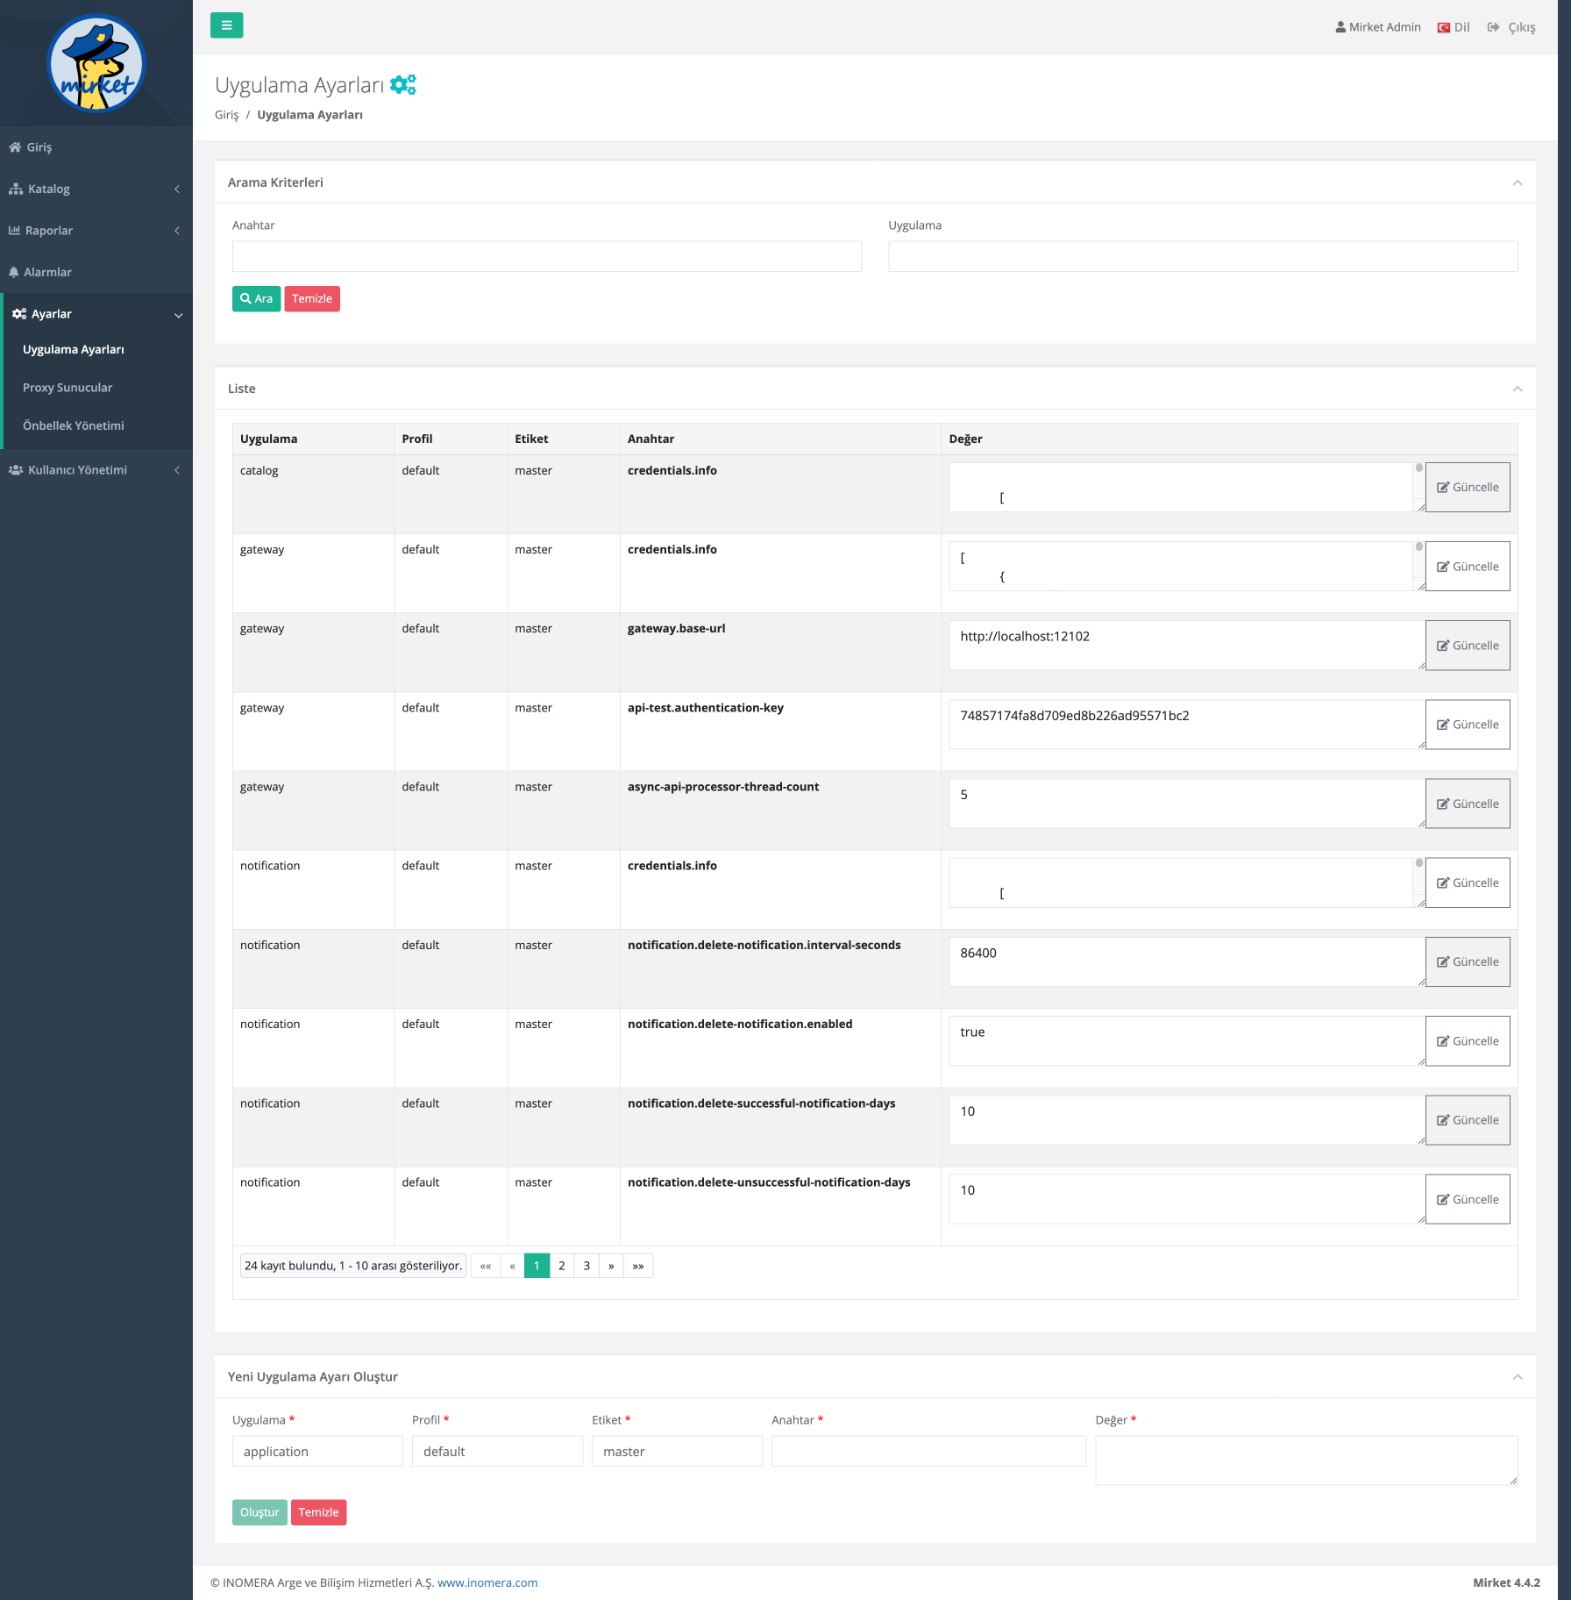 mirket
Mirket Admin Dil Çıkış
Uygulama Ayarları
Giriş / Uygulama Ayarları
Giriş
Katalog
Raporlar
Alarmlar
Ayarlar
Uygulama Ayarları
Proxy Sunucular
Önbellek Yönetimi
Kullanıcı Yönetimi
Arama Kriterleri
Anahtar Uygulama
Ara Temizle
Liste
Uygulama Profil Etiket Anahtar Değer
catalog default master credentials.info [ Güncelle
gateway default master credentials.info [ { Güncelle
gateway default master gateway.base-url http://localhost:12102 Güncelle
gateway default master api-test.authentication-key 74857174fa8d709ed8b226ad95571bc2 Güncelle
gateway default master async-api-processor-thread-count 5 Güncelle
notification default master credentials.info [ Güncelle
notification default master notification.delete-notification.interval-seconds 86400 Güncelle
notification default master notification.delete-notification.enabled true Güncelle
notification default master notification.delete-successful-notification-days 10 Güncelle
notification default master notification.delete-unsuccessful-notification-days 10 Güncelle
24 kayıt bulundu, 1 - 10 arası gösteriliyor. «« « 1 2 3 » »»
Yeni Uygulama Ayarı Oluştur
Uygulama * Profil * Etiket * Anahtar * Değer *
application default master
Oluştur Temizle
© INOMERA Arge ve Bilişim Hizmetleri A.Ş. www.inomera.com Mirket 4.4.2